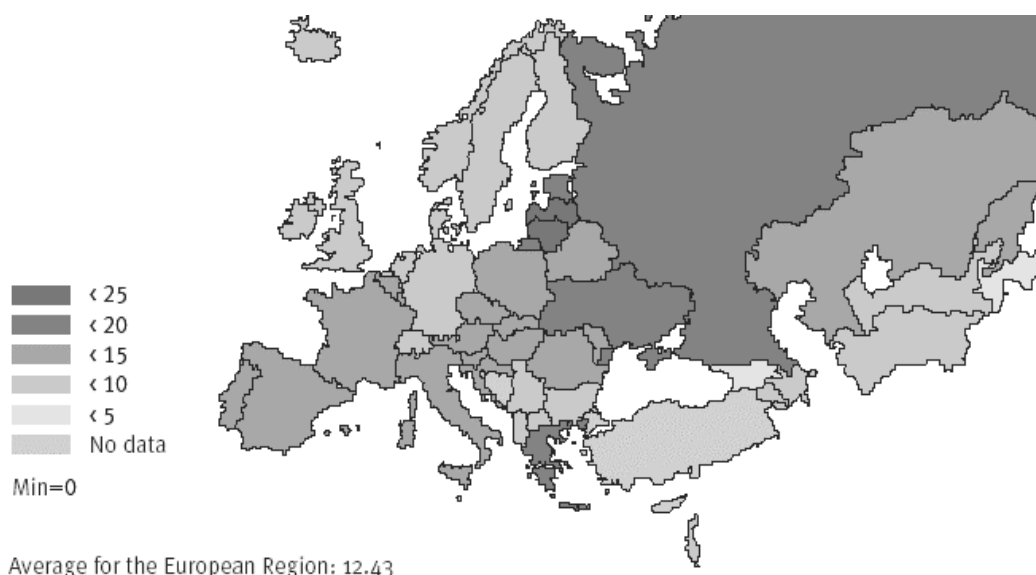 < 25
< 20
< 15
< 10
< 5
No data
Min=0
Average for the European Region: 12.43